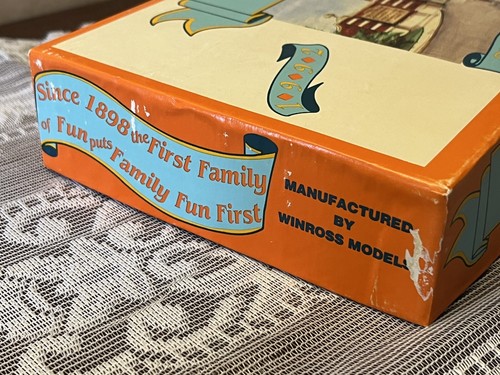 Since 1898 the First Family
of Fun puts Family Fun First
MANUFACTURED
BY
WINROSS MODELS